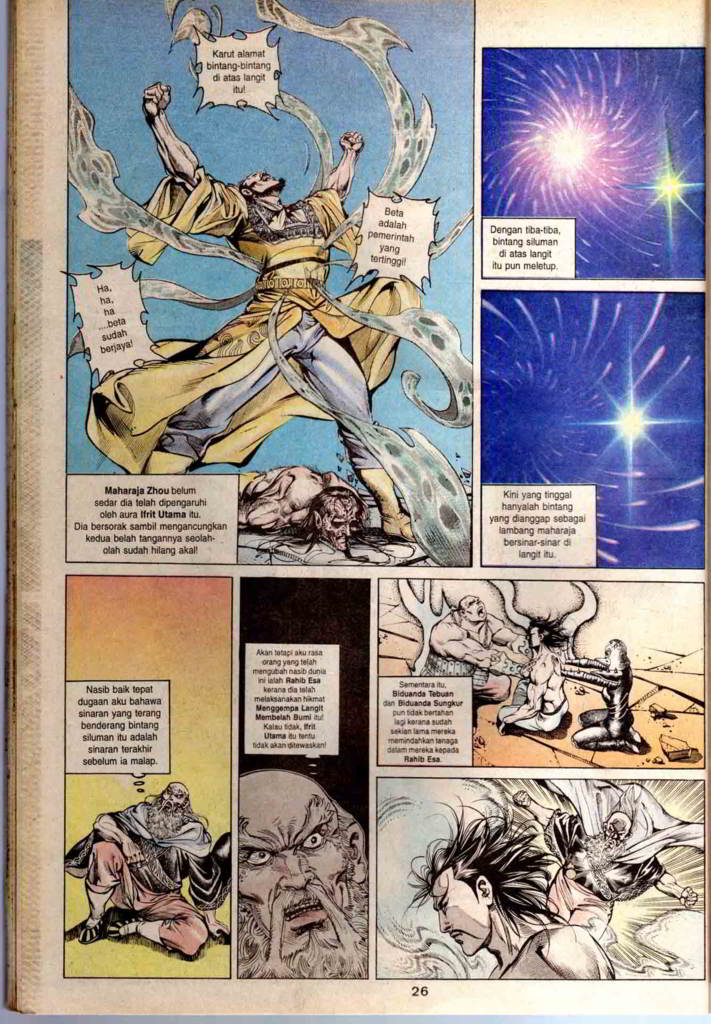 Karut alamat
bintang-bintang
di atas langit
itu!
Beta
adalah
pemerintah
yang
tertinggi!
Ha,
ha,
ha
....beta
sudah
berjaya!
Maharaja Zhou belum
sedar dia telah dipengaruhi
oleh aura Ifrit Utama itu.
Dia bersorak sambil mengancungkan
kedua belah tangannya seolah-
olah sudah hilang akal!
Dengan tiba-tiba,
bintang siluman
di atas langit
itu pun meletup.
Kini yang tinggal
hanyalah bintang
yang dianggap sebagai
lambang maharaja
bersinar-sinar di
langit itu.
Nasib baik tepat
dugaan aku bahawa
sinaran yang terang
benderang bintang
siluman itu adalah
sinaran terakhir
sebelum ia malap.
Akan tetapi aku rasa
orang yang telah
mengubah nasib dunia
ini ialah Rahib Esa
kerana dia telah
melaksanakan hikmat
Menggempa Langit
Membelah Bumi itu!
Kalau tidak, Ifrit
Utama itu tentu
tidak akan ditewaskan!
Sementara itu,
Biduanda Tebuan
dan Biduanda Sungkur
pun tidak bertahan
lagi kerana sudah
sekian lama mereka
memindahkan tenaga
dalam mereka kepada
Rahib Esa.
26